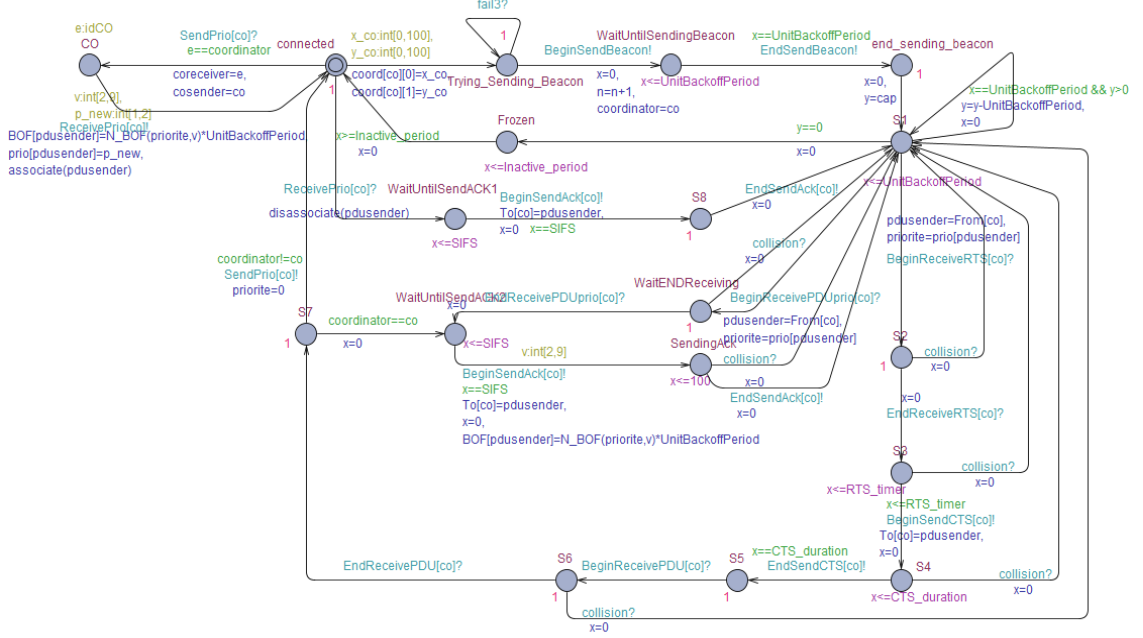 fail3?
e:idCO
CO
SendPrio[co]?
e==coordinator
connected
x_co:int[0,100],
y_co:int[0,100]
1
BeginSendBeacon!
WaitUntilSendingBeacon
x==UnitBackoffPeriod
EndSendBeacon!
end_sending_beacon
coreceiver=e,
cosender=co
coord[co][0]=x_co,
coord[co][1]=y_co
1
Trying_Sending_Beacon
x=0,
n=n+1,
coordinator=co
x<=UnitBackoffPeriod
x=0,
y=cap
1
x==UnitBackoffPeriod && y>0
y=y-UnitBackoffPeriod,
x=0
v:int[2,9],
p_new:int[1,2]
ReceivePrio[co]!
BOF[pdusender]=N_BOF(priorite,v)*UnitBackoffPeriod,
prio[pdusender]=p_new,
associate(pdusender)
x>=Inactive_period
x=0
Frozen
x<=Inactive_period
y==0
x=0
S1
x<=UnitBackoffPeriod
ReceivePrio[co]?
disassociate(pdusender)
WaitUntilSendACK1
x<=SIFS
BeginSendAck[co]!
To[co]=pdusender,
x=0
x==SIFS
S8
1
EndSendAck[co]!
x=0
pdusender=From[co],
priorite=prio[pdusender]
BeginReceiveRTS[co]?
collision?
x=0
coordinator!=co
SendPrio[co]!
priorite=0
WaitUntilSendACK2
EndReceivePDUprio[co]?
x=0
WaitENDReceiving
1
BeginReceivePDUprio[co]?
pdusender=From[co],
priorite=prio[pdusender]
S7
1
coordinator==co
x=0
x<=SIFS
v:int[2,9]
BeginSendAck[co]!
x==SIFS
To[co]=pdusender,
x=0,
BOF[pdusender]=N_BOF(priorite,v)*UnitBackoffPeriod
SendingAck
x<=100
collision?
x=0
EndSendAck[co]!
x=0
S2
1
collision?
x=0
x=0
EndReceiveRTS[co]?
S3
x<=RTS_timer
collision?
x=0
x<=RTS_timer
BeginSendCTS[co]!
To[co]=pdusender,
x=0
EndReceivePDU[co]?
S6
1
BeginRecevePDU[co]?
S5
1
x==CTS_duration
EndSendCTS[co]!
S4
x<=CTS_duration
collision?
x=0
collision?
x=0